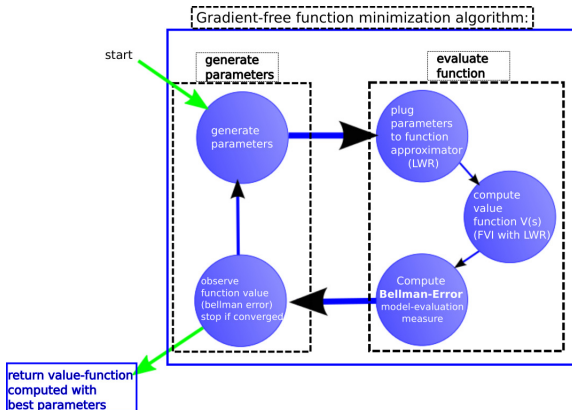 Gradient-free function minimization algorithm:
start
generate
parameters
evaluate
function
generate
parameters
plug
parameters
to function
approximator
(LWR)
compute
value
function V(s)
(FVI with LWR)
Compute
Bellman-Error
model-evaluation
measure
observe
function value
(bellman error)
stop if converged
return value-function
computed with
best parameters